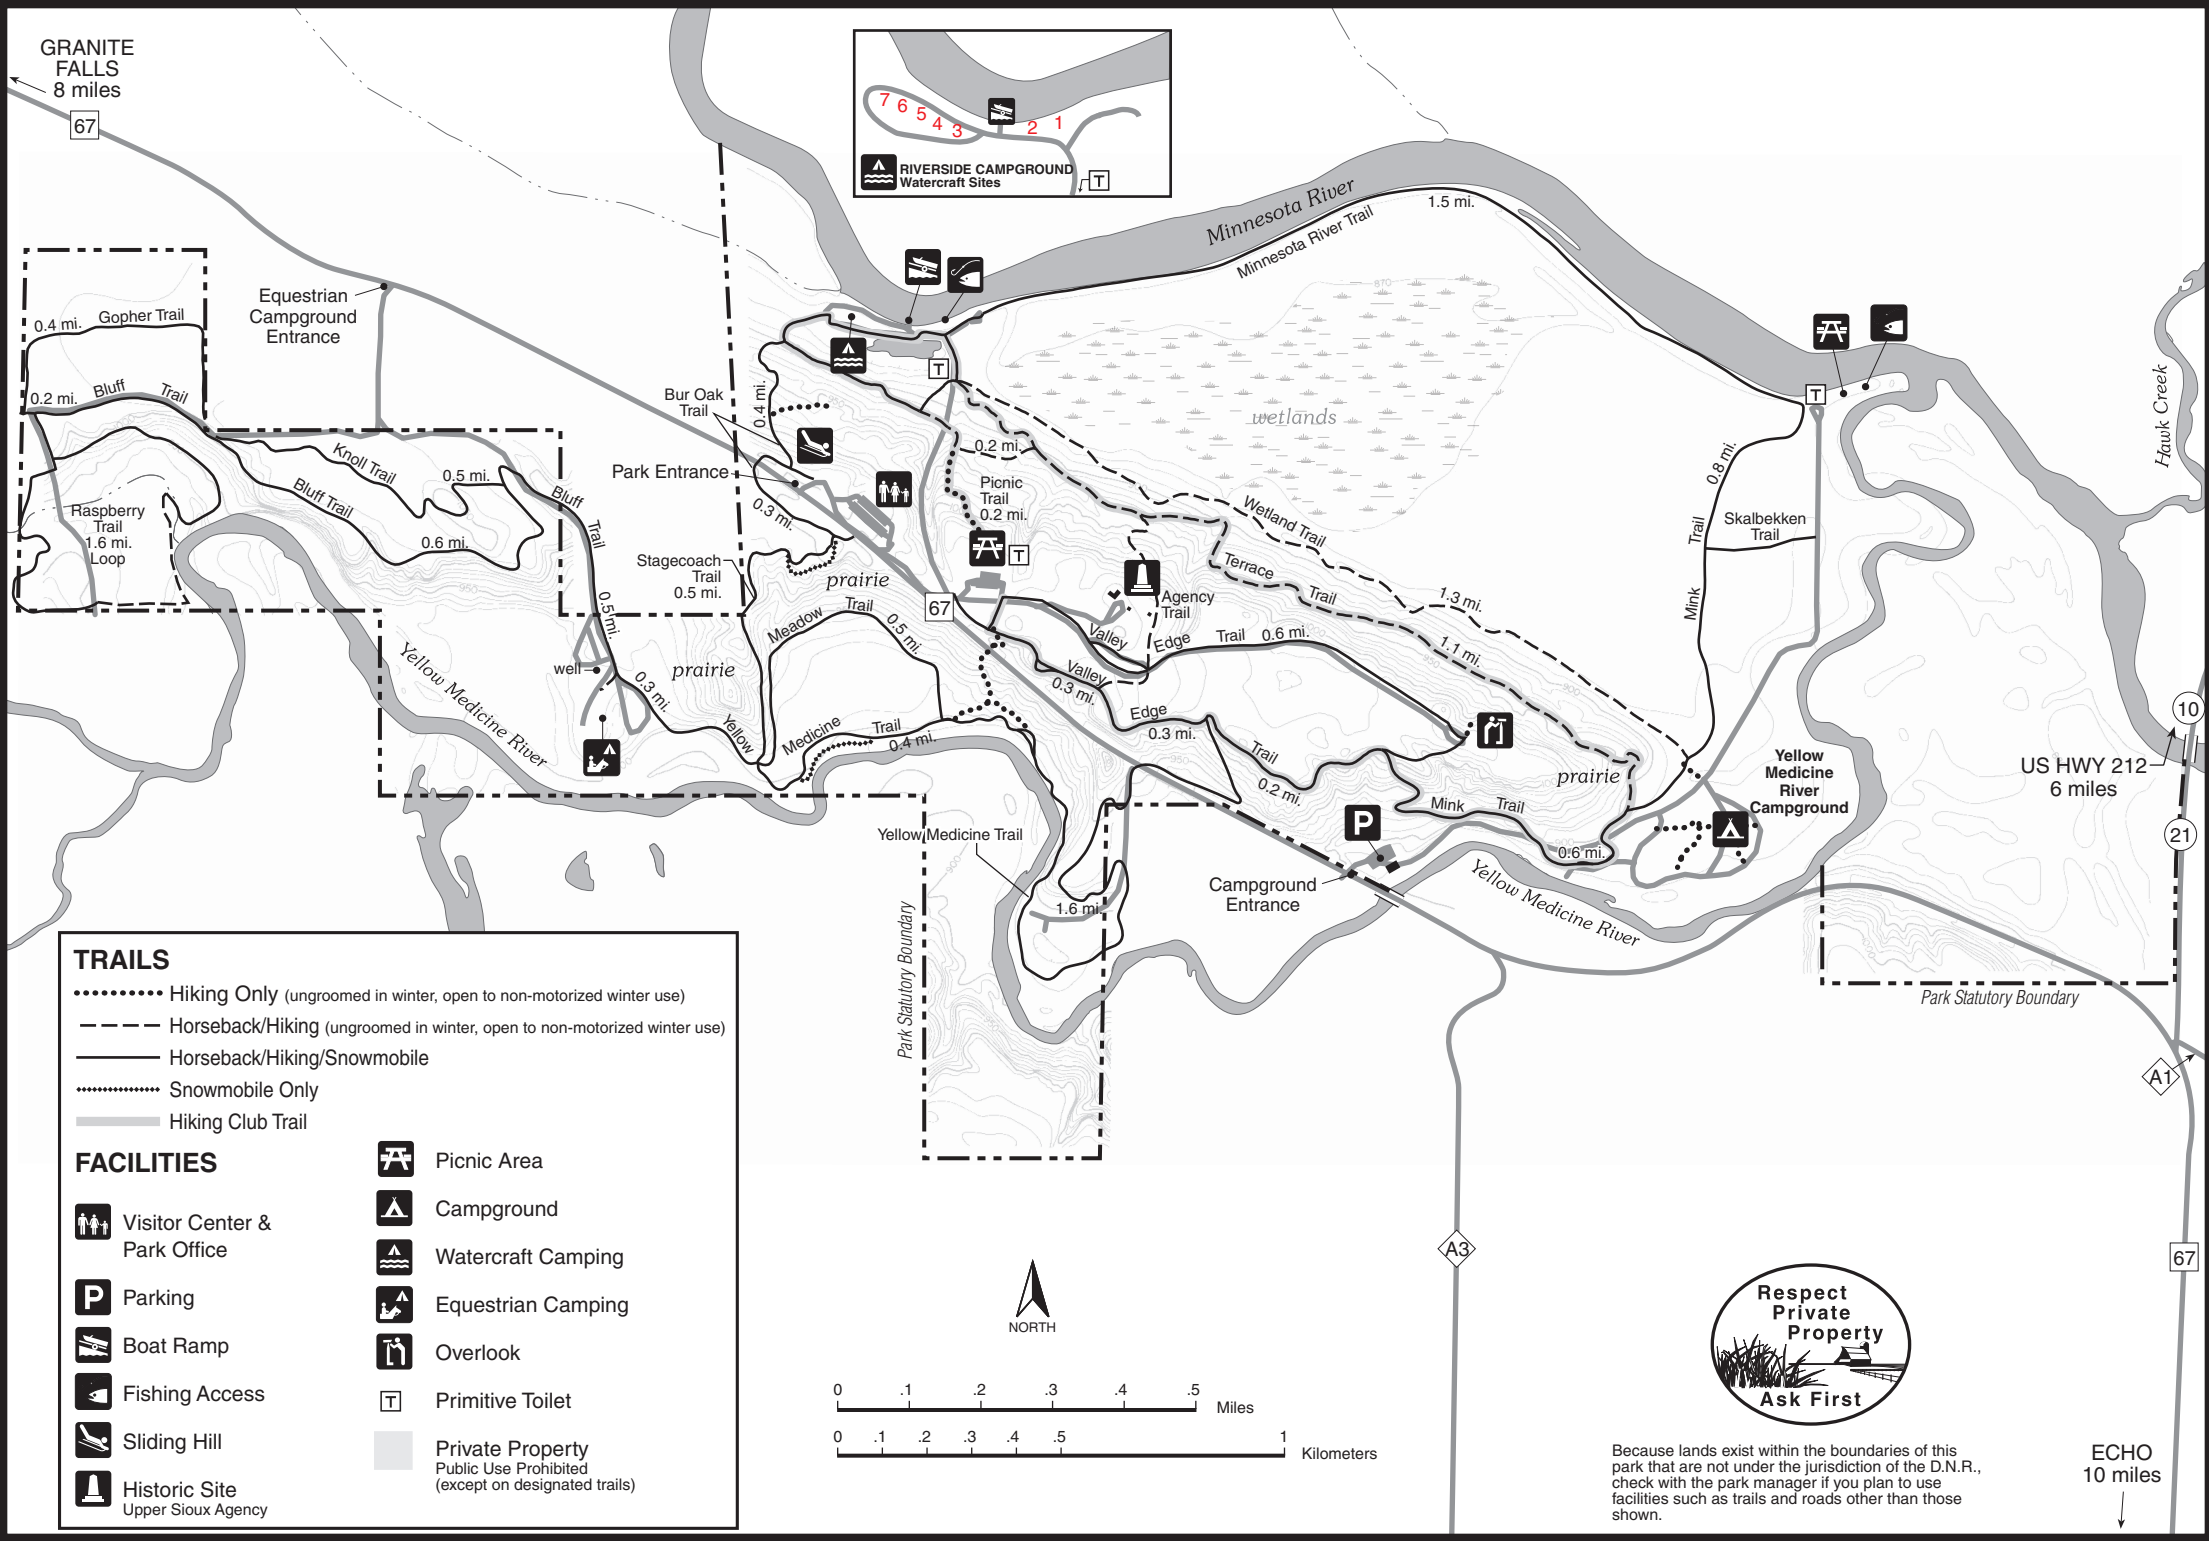 GRANITE
FALLS
8 miles
67
7
6
5
4
3
2
1
RIVERSIDE CAMPGROUND
Watercraft Sites
T
Minnesota River
Minnesota River Trail
1.5 mi.
870
Hawk Creek
Equestrian
Campground
Entrance
0.4 mi.
Gopher Trail
0.2 mi.
Bluff
Trail
Knoll Trail
0.5 mi.
Bluff Trail
0.6 mi.
Raspberry
Trail
1.6 mi.
Loop
950
Bluff
Trail
0.5 mi.
Bur Oak
Trail
0.4 mi.
Park Entrance
0.3 mi.
Stagecoach
Trail
0.5 mi.
T
0.2 mi.
Picnic
Trail
0.2 mi.
T
wetlands
Wetland Trail
1.3 mi.
Terrace
Trail
1.1 mi.
950
900
Agency
Trail
67
prairie
Meadow
Trail
0.5 mi.
prairie
Valley
Edge
Trail
0.6 mi.
Valley
0.3 mi.
Edge
0.3 mi.
Trail
0.2 mi.
950
well
0.3 mi.
Yellow
Medicine
Trail
0.4 mi.
Yellow Medicine River
T
0.8 mi.
Skalbekken
Trail
Trail
Mink
prairie
Mink
Trail
0.6 mi.
Yellow
Medicine
River
Campground
P
Campground
Entrance
Yellow Medicine River
US HWY 212
6 miles
10
21
Yellow Medicine Trail
1.6 mi.
900
Park Statutory Boundary
Park Statutory Boundary
A1
A3
67
TRAILS
Hiking Only (ungroomed in winter, open to non-motorized winter use)
Horseback/Hiking (ungroomed in winter, open to non-motorized winter use)
Horseback/Hiking/Snowmobile
Snowmobile Only
Hiking Club Trail
FACILITIES
Visitor Center &
Park Office
P Parking
Boat Ramp
Fishing Access
Sliding Hill
Historic Site
Upper Sioux Agency
Picnic Area
Campground
Watercraft Camping
Equestrian Camping
Overlook
T Primitive Toilet
Private Property
Public Use Prohibited
(except on designated trails)
NORTH
0 .1 .2 .3 .4 .5
Miles
0 .1 .2 .3 .4 .5 1
Kilometers
Respect
Private
Property
Ask First
Because lands exist within the boundaries of this
park that are not under the jurisdiction of the D.N.R.,
check with the park manager if you plan to use
facilities such as trails and roads other than those
shown.
ECHO
10 miles